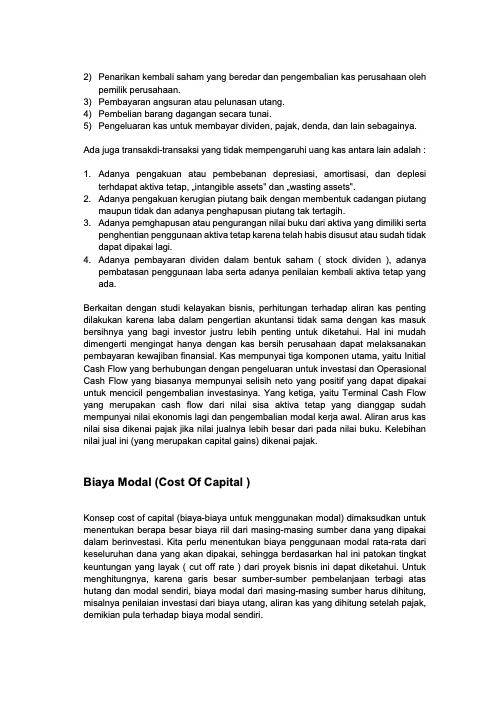 2) Penarikan kembali saham yang beredar dan pengembalian kas perusahaan oleh
pemilik perusahaan.
3) Pembayaran angsuran atau pelunasan utang.
4) Pembelian barang dagangan secara tunai.
5) Pengeluaran kas untuk membayar dividen, pajak, denda, dan lain sebagainya.
Ada juga transakdi-transaksi yang tidak mempengaruhi uang kas antara lain adalah :
1. Adanya pengakuan atau pembebanan depresiasi, amortisasi, dan deplesi
terhdapat aktiva tetap, „intangible assets” dan „wasting assets”.
2. Adanya pengakuan kerugian piutang baik dengan membentuk cadangan piutang
maupun tidak dan adanya penghapusan piutang tak tertagih.
3. Adanya pemghapusan atau pengurangan nilai buku dari aktiva yang dimiliki serta
penghentian penggunaan aktiva tetap karena telah habis disusut atau sudah tidak
dapat dipakai lagi.
4. Adanya pembayaran dividen dalam bentuk saham ( stock dividen ), adanya
pembatasan penggunaan laba serta adanya penilaian kembali aktiva tetap yang
ada.
Berkaitan dengan studi kelayakan bisnis, perhitungan terhadap aliran kas penting
dilakukan karena laba dalam pengertian akuntansi tidak sama dengan kas masuk
bersihnya yang bagi investor justru lebih penting untuk diketahui. Hal ini mudah
dimengerti mengingat hanya dengan kas bersih perusahaan dapat melaksanakan
pembayaran kewajiban finansial. Kas mempunyai tiga komponen utama, yaitu Initial
Cash Flow yang berhubungan dengan pengeluaran untuk investasi dan Operasional
Cash Flow yang biasanya mempunyai selisih neto yang positif yang dapat dipakai
untuk mencicil pengembalian investasinya. Yang ketiga, yaitu Terminal Cash Flow
yang merupakan cash flow dari nilai sisa aktiva tetap yang dianggap sudah
mempunyai nilai ekonomis lagi dan pengembalian modal kerja awal. Aliran arus kas
nilai sisa dikenai pajak jika nilai jualnya lebih besar dari pada nilai buku. Kelebihan
nilai jual ini (yang merupakan capital gains) dikenai pajak.
Biaya Modal (Cost Of Capital )
Konsep cost of capital (biaya-biaya untuk menggunakan modal) dimaksudkan untuk
menentukan berapa besar biaya riil dari masing-masing sumber dana yang dipakai
dalam berinvestasi. Kita perlu menentukan biaya penggunaan modal rata-rata dari
keseluruhan dana yang akan dipakai, sehingga berdasarkan hal ini patokan tingkat
keuntungan yang layak ( cut off rate ) dari proyek bisnis ini dapat diketahui. Untuk
menghitungnya, karena garis besar sumber-sumber pembelanjaan terbagi atas
hutang dan modal sendiri, biaya modal dari masing-masing sumber harus dihitung,
misalnya penilaian investasi dari biaya utang, aliran kas yang dihitung setelah pajak,
demikian pula terhadap biaya modal sendiri.